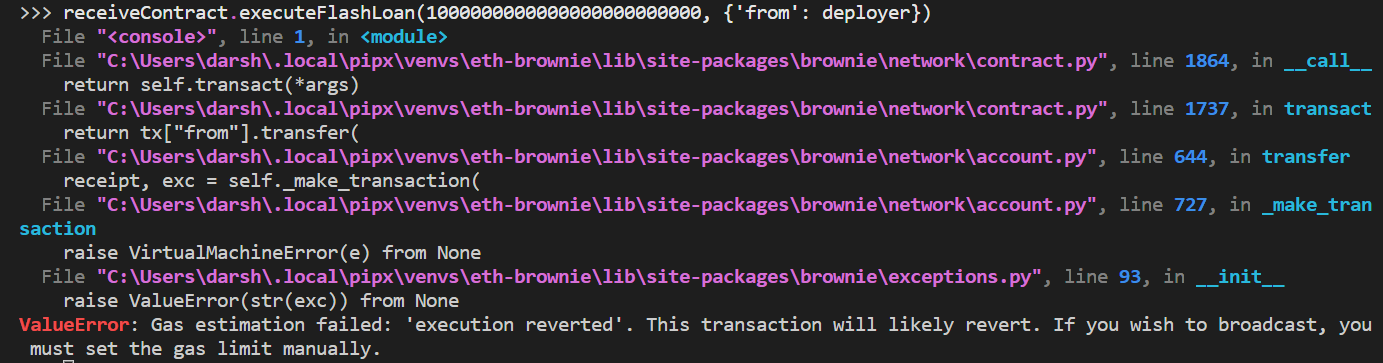 >>> receiveContract.executeFlashLoan(1000000000000000000000000, {'from': deployer})
File "<console>", line 1, in <module>
File "C:\Users\darsh\.local\pipx\venvs\eth-brownie\lib\site-packages\brownie\network\contract.py", line 1864, in __call__
return self.transact(*args)
File "C:\Users\darsh\.local\pipx\venvs\eth-brownie\lib\site-packages\brownie\network\contract.py", line 1737, in transact
return tx["from"].transfer(
File "C:\Users\darsh\.local\pipx\venvs\eth-brownie\lib\site-packages\brownie\network\account.py", line 644, in transfer
receipt, exc = self._make_transaction(
File "C:\Users\darsh\.local\pipx\venvs\eth-brownie\lib\site-packages\brownie\network\account.py", line 727, in _make_tran
saction
raise VirtualMachineError(e) from None
File "C:\Users\darsh\.local\pipx\venvs\eth-brownie\lib\site-packages\brownie\exceptions.py", line 93, in __init__
raise ValueError(str(exc)) from None
ValueError: Gas estimation failed: 'execution reverted'. This transaction will likely revert. If you wish to broadcast, you
must set the gas limit manually.